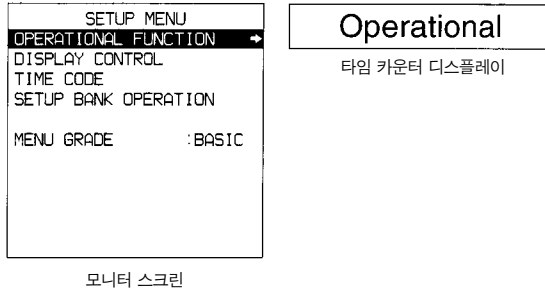 SETUP MENU
OPERATIONAL FUNCTION ➔
DISPLAY CONTROL
TIME CODE
SETUP BANK OPERATION
MENU GRADE :BASIC
모니터 스크린
Operational
타임 카운터 디스플레이